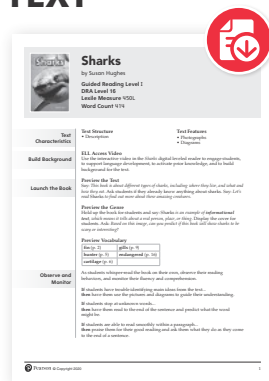 TEXT
Sharks
Sharks
by Susan Hughes
Guided Reading Level I
DRA Level 16
Lexile Measure 450L
Word Count 414
Text
Characteristics
Text Structure
• Description
Text Features
• Photographs
• Diagrams
Build Background
ELL Access Video
Use the interactive video in the Sharks digital leveled reader to engage students,
to support language development, to activate prior knowledge, and to build
background for the text.
Launch the Book
Preview the Text
Say: This book is about different types of sharks, including where they live, and what and
how they eat. Ask students if they already know anything about sharks. Say: Let's
read Sharks to find out more about these amazing creatures.
Preview the Genre
Hold up the book for students and say: Sharks is an example of informational
text, which means it tells about a real person, place, or thing. Display the cover for
students. Ask: Based on this image, can you predict if this book will show sharks to be
scary or interesting?
Preview Vocabulary
fin (p. 2)
gills (p. 9)
hunter (p. 5)
endangered (p. 16)
cartilage (p. 6)
Observe and
Monitor
As students whisper-read the book on their own, observe their reading
behaviors, and monitor their fluency and comprehension.
If students have trouble identifying main ideas from the text...
then have them use the pictures and diagrams to guide their understanding.
If students stop at unknown words...
then have them read to the end of the sentence and predict what the word
might be.
If students are able to read smoothly within a paragraph...
then praise them for their good reading and ask them what they do as they come
to the end of a sentence.
Pearson © Copyright 2020
1